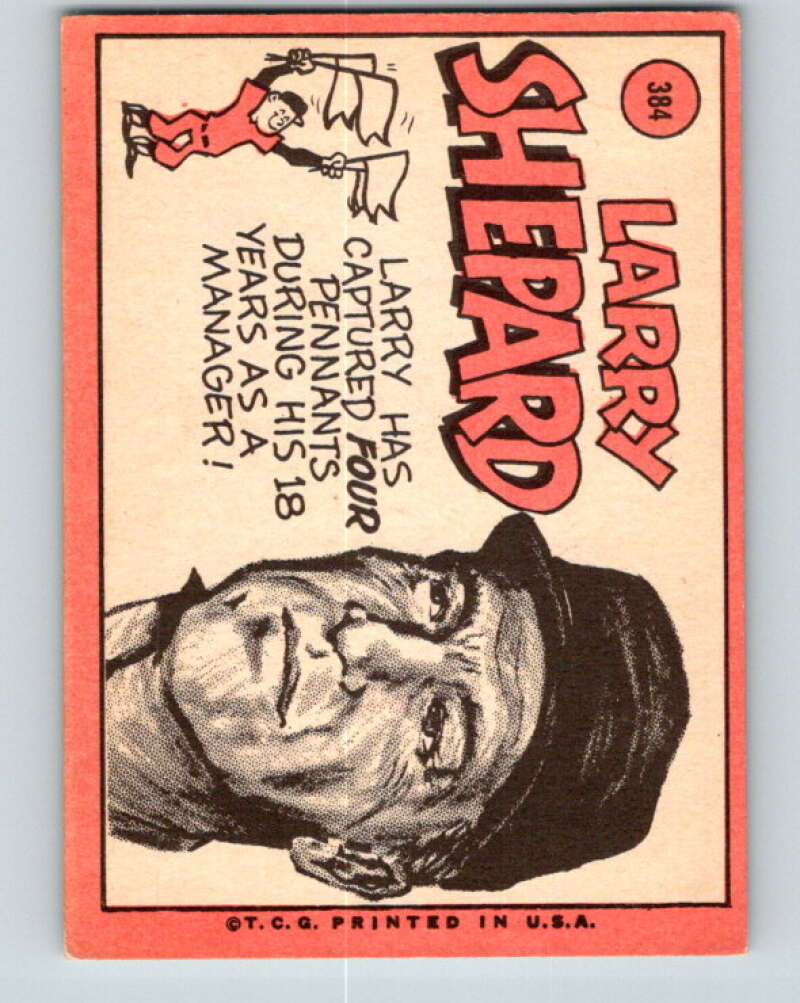 384
LARRY
SHEPARD
LARRY HAS
CAPTURED FOUR
PENNANTS
DURING HIS 18
YEARS AS A
MANAGER!
©T. C. G. PRINTED IN U.S.A.